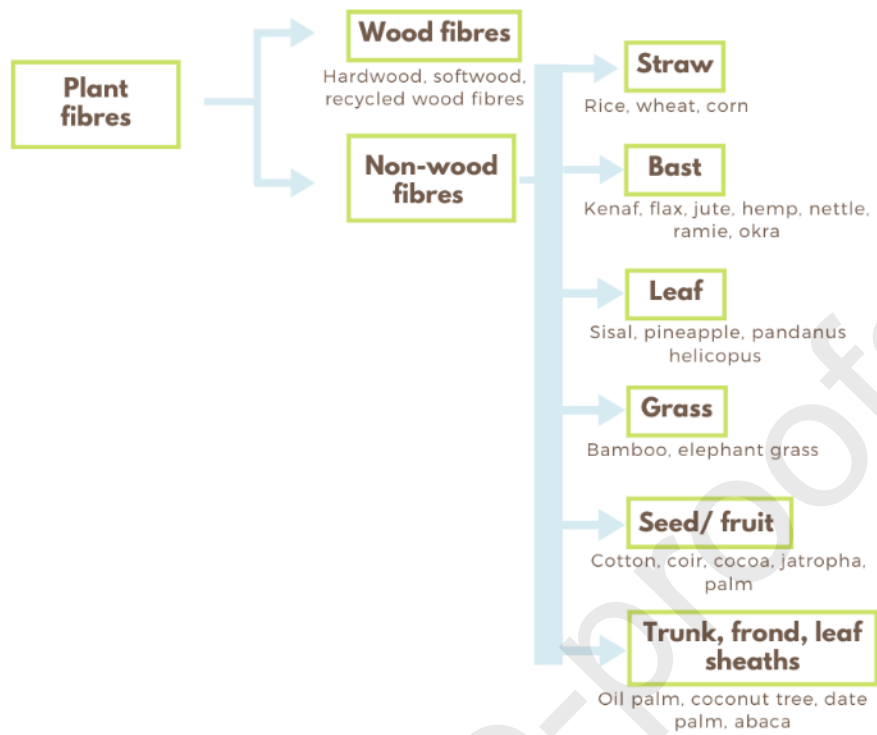 Plant
fibres
Wood fibres
Hardwood, softwood,
recycled wood fibres
Non-wood
fibres
Straw
Rice, wheat, corn
Bast
Kenaf, flax, jute, hemp, nettle,
ramie, okra
Leaf
Sisal, pineapple, pandanus
helicopus
Grass
Bamboo, elephant grass
Seed/ fruit
Cotton, coir, cocoa, jatropha,
palm
Trunk, frond, leaf
sheaths
Oil palm, coconut tree, date
palm, abaca
-proof